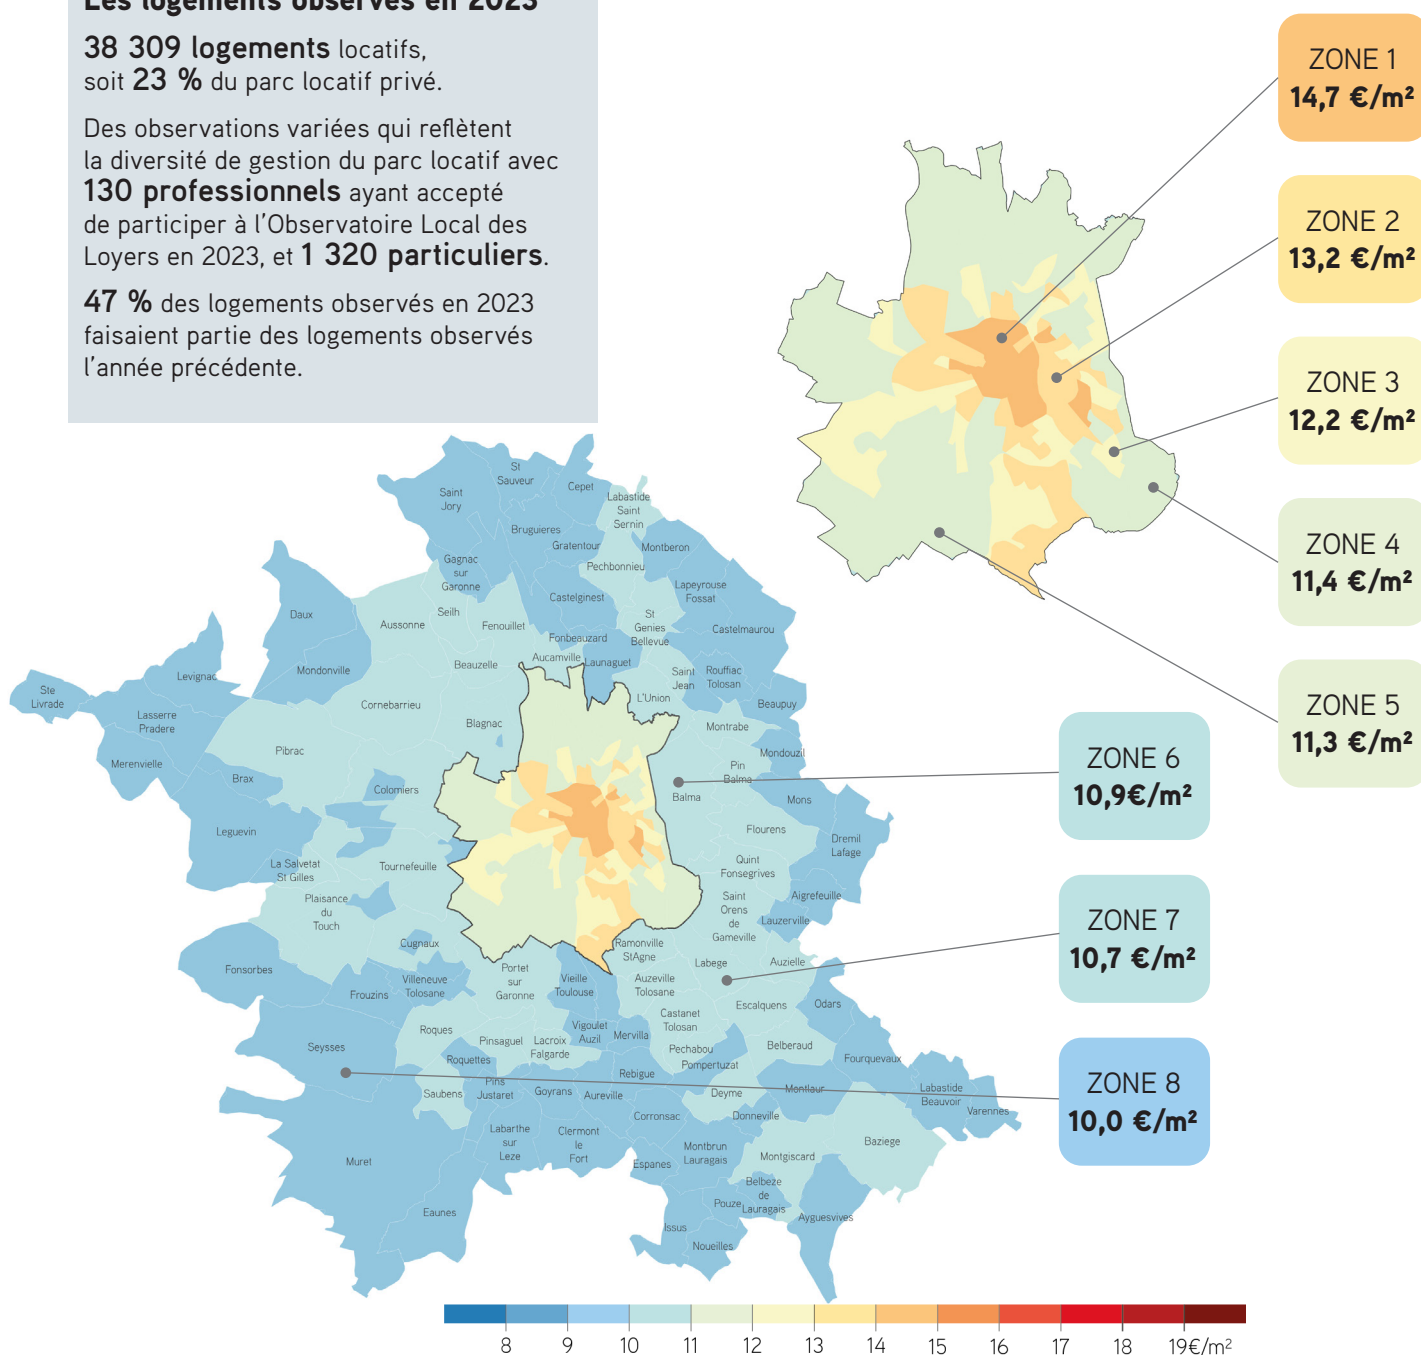 Les logements observés en 2023
38 309 logements locatifs,
soit 23 % du parc locatif privé.
Des observations variées qui reflètent
la diversité de gestion du parc locatif avec
130 professionnels ayant accepté
de participer à l'Observatoire Local des
Loyers en 2023, et 1 320 particuliers.
47 % des logements observés en 2023
faisaient partie des logements observés
l'année précédente.
ZONE 1
14,7 €/m²
ZONE 2
13,2 €/m²
ZONE 3
12,2 €/m²
ZONE 4
11,4 €/m²
ZONE 5
11,3 €/m²
ZONE 6
10,9€/m²
ZONE 7
10,7 €/m²
ZONE 8
10,0 €/m²
St
Sauveur
Cepet
Saint
Jory
Labastide
Saint
Sernin
Bruguieres
Gratentour
Montberon
Gagnac
sur
Garonne
Pechbonnieu
Lapeyrouse
Fossat
Castelginest
Daux
Seilh
Aussonne
Fenouillet
St
Genies
Bellevue
Castelmaurou
Fonbeauzard
Aucamville
Launaguet
Beauzelle
Mondonville
Levignac
Saint
Jean
Rouffiac
Tolosan
Ste
Livrade
L'Union
Beaupuy
Cornebarrieu
Lasserre
Pradere
Blagnac
Montrabe
Pibrac
Mondouzil
Merenvielle
Brax
Pin
Balma
Colomiers
Balma
Mons
Leguevin
Flourens
Dremil
Lafage
La Salvetat
St Gilles
Tournefeuille
Quint
Fonsegrives
Plaisance
du
Touch
Saint
Orens
de
Gameville
Aigrefeuille
Lauzerville
Cugnaux
Ramonville
StAgne
Fonsorbes
Labege
Auzielle
Portet
sur
Garonne
Villeneuve
Tolosane
Vieille
Toulouse
Auzeville
Tolosane
Frouzins
Escalquens
Odars
Castanet
Tolosan
Roques
Vigoulet
Auzil
Mervilla
Pinsaguel
Lacroix
Falgarde
Seysses
Pechabou
Belberaud
Roquettes
Pompertuzat
Fourquevaux
Rebigue
Pins
Justaret
Goyrans
Aureville
Saubens
Deyme
Montlaur
Labastide
Beauvoir
Varennes
Corronsac
Donneville
Labarthe
sur
Leze
Clermont
le
Fort
Baziege
Montbrun
Lauragais
Montgiscard
Muret
Espanes
Belbeze
de
Lauragais
Pouze
Eaunes
Ayguesvives
Issus
Noueilles
8 9 10 11 12 13 14 15 16 17 18 19€/m²